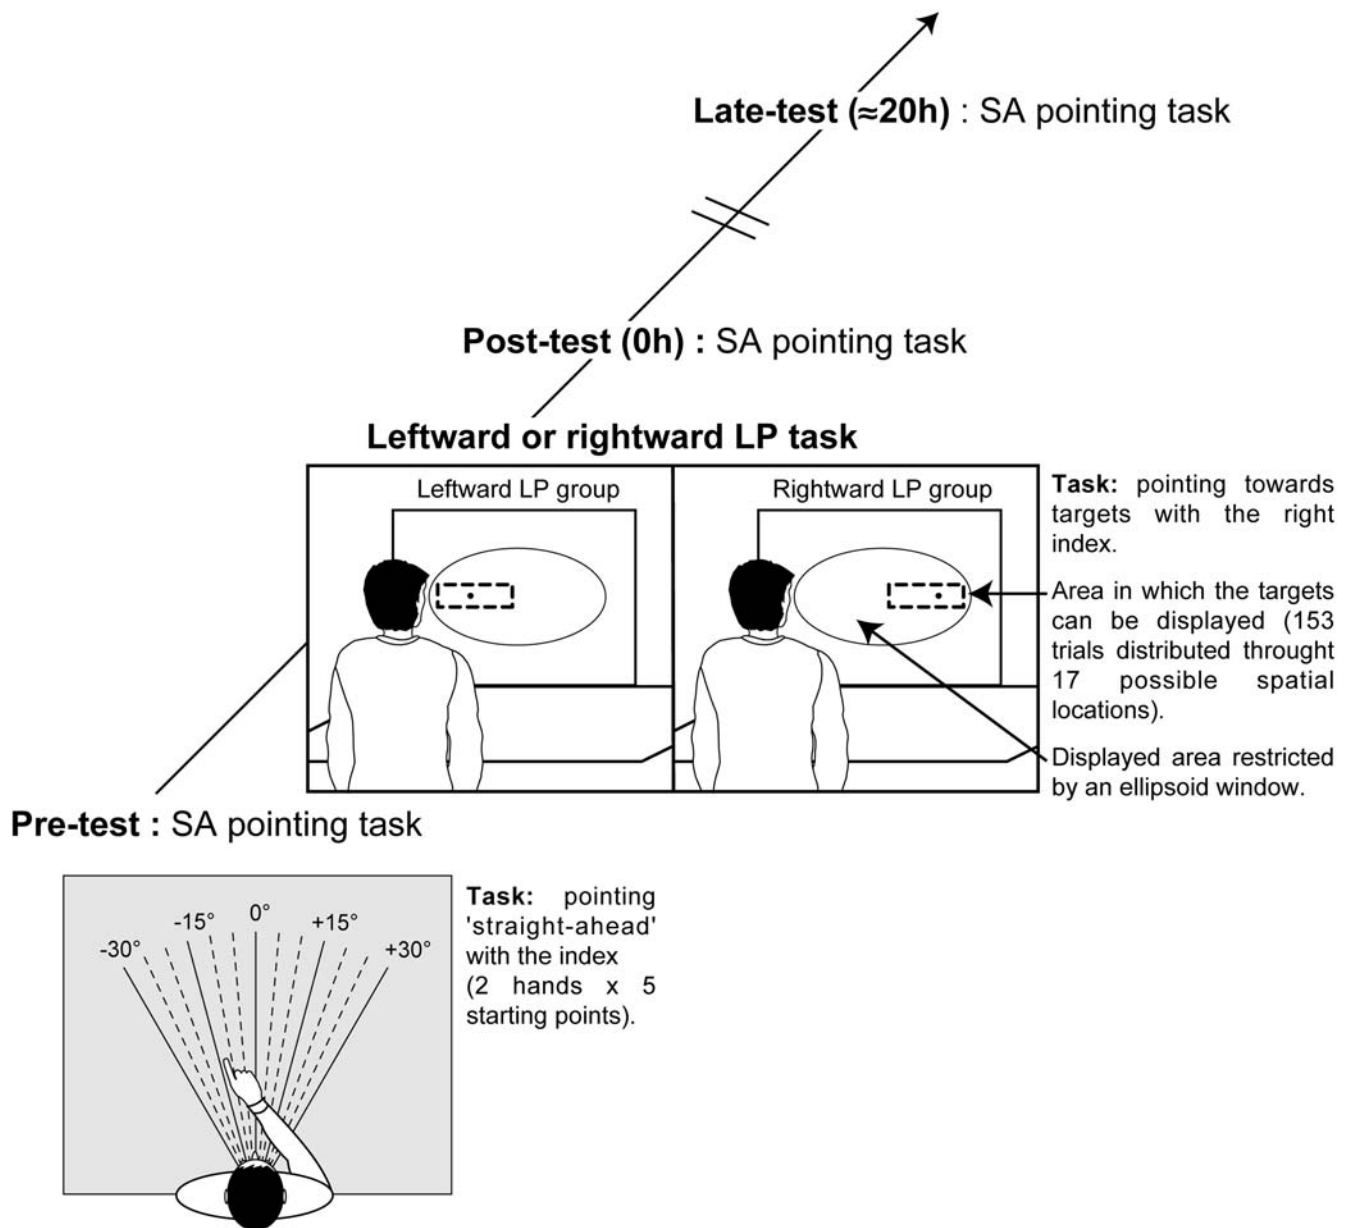 Late-test (≈20h) : SA pointing task
Post-test (0h) : SA pointing task
Leftward or rightward LP task
Leftward LP group
Rightward LP group
Task: pointing towards
targets with the right
index.
Area in which the targets
can be displayed (153
trials distributed throught
17 possible spatial
locations).
Displayed area restricted
by an ellipsoid window.
Pre-test : SA pointing task
-30°
-15°
0°
+15°
+30°
Task: pointing
'straight-ahead'
with the index
(2 hands x 5
starting points).